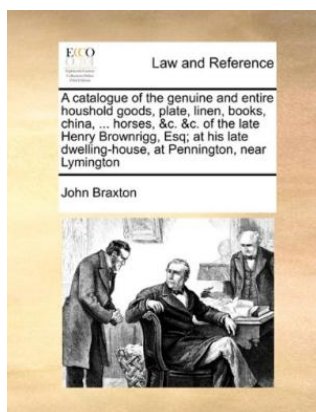 ECCO
Law and Reference
A catalogue of the genuine and entire
houshold goods, plate, linen, books,
china, ... horses, &c. &c. of the late
Henry Brownrigg, Esq; at his late
dwelling-house, at Pennington, near
Lymington
John Braxton